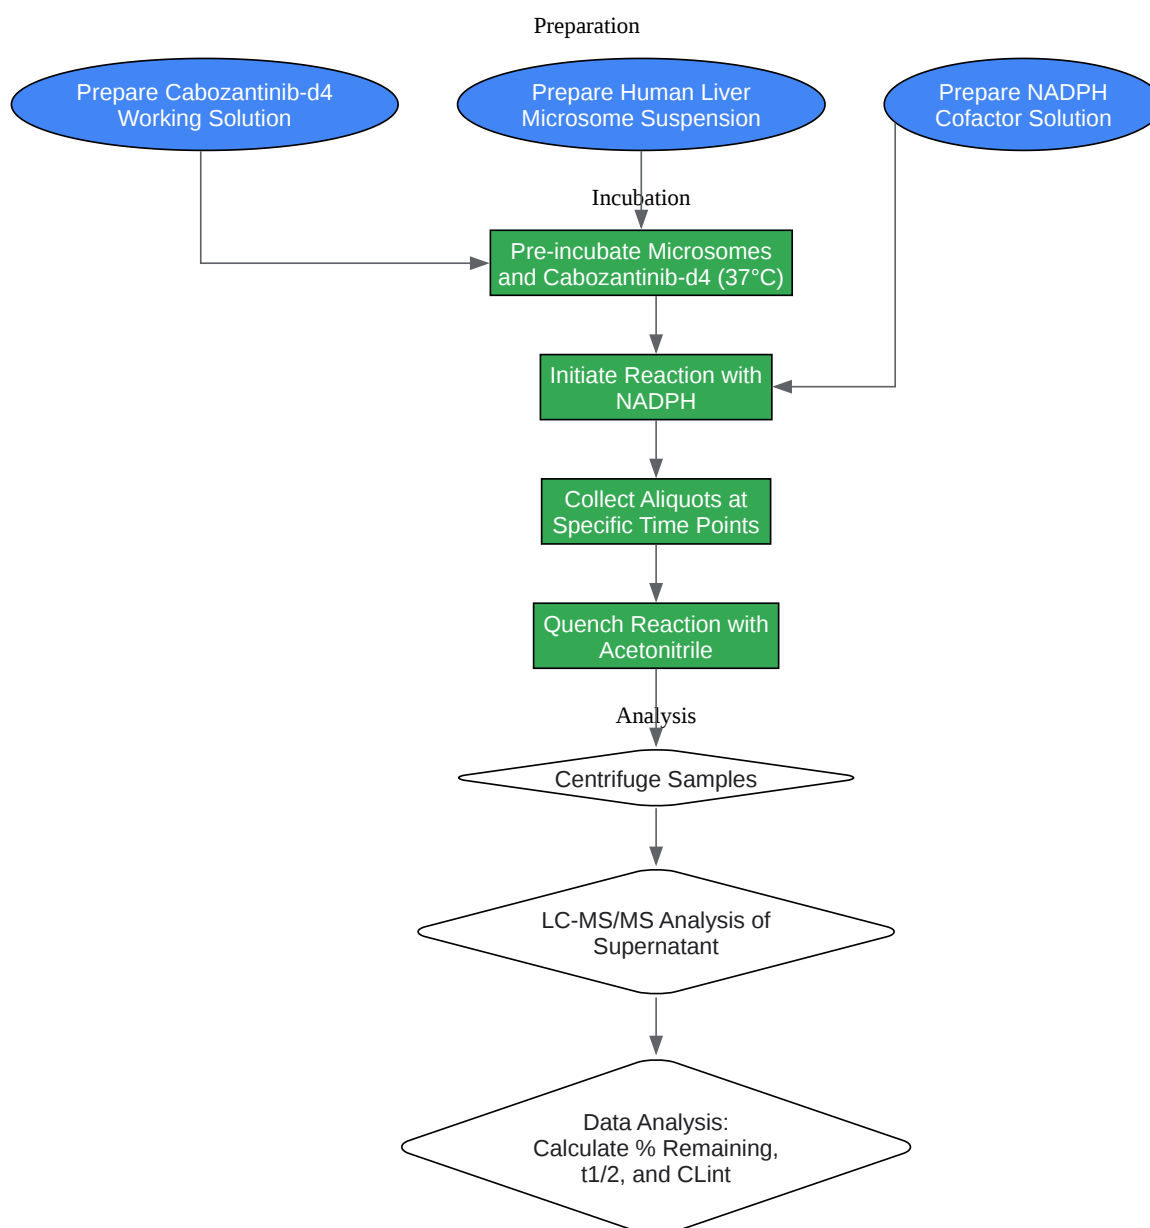 Preparation
Prepare Cabozantinib-d4
Working Solution
Prepare Human Liver
Microsome Suspension
Prepare NADPH
Cofactor Solution
Incubation
Pre-incubate Microsomes
and Cabozantinib-d4 (37°C)
Initiate Reaction with
NADPH
Collect Aliquots at
Specific Time Points
Quench Reaction with
Acetonitrile
Analysis
Centrifuge Samples
LC-MS/MS Analysis of
Supernatant
Data Analysis:
Calculate % Remaining,
t1/2, and CLint